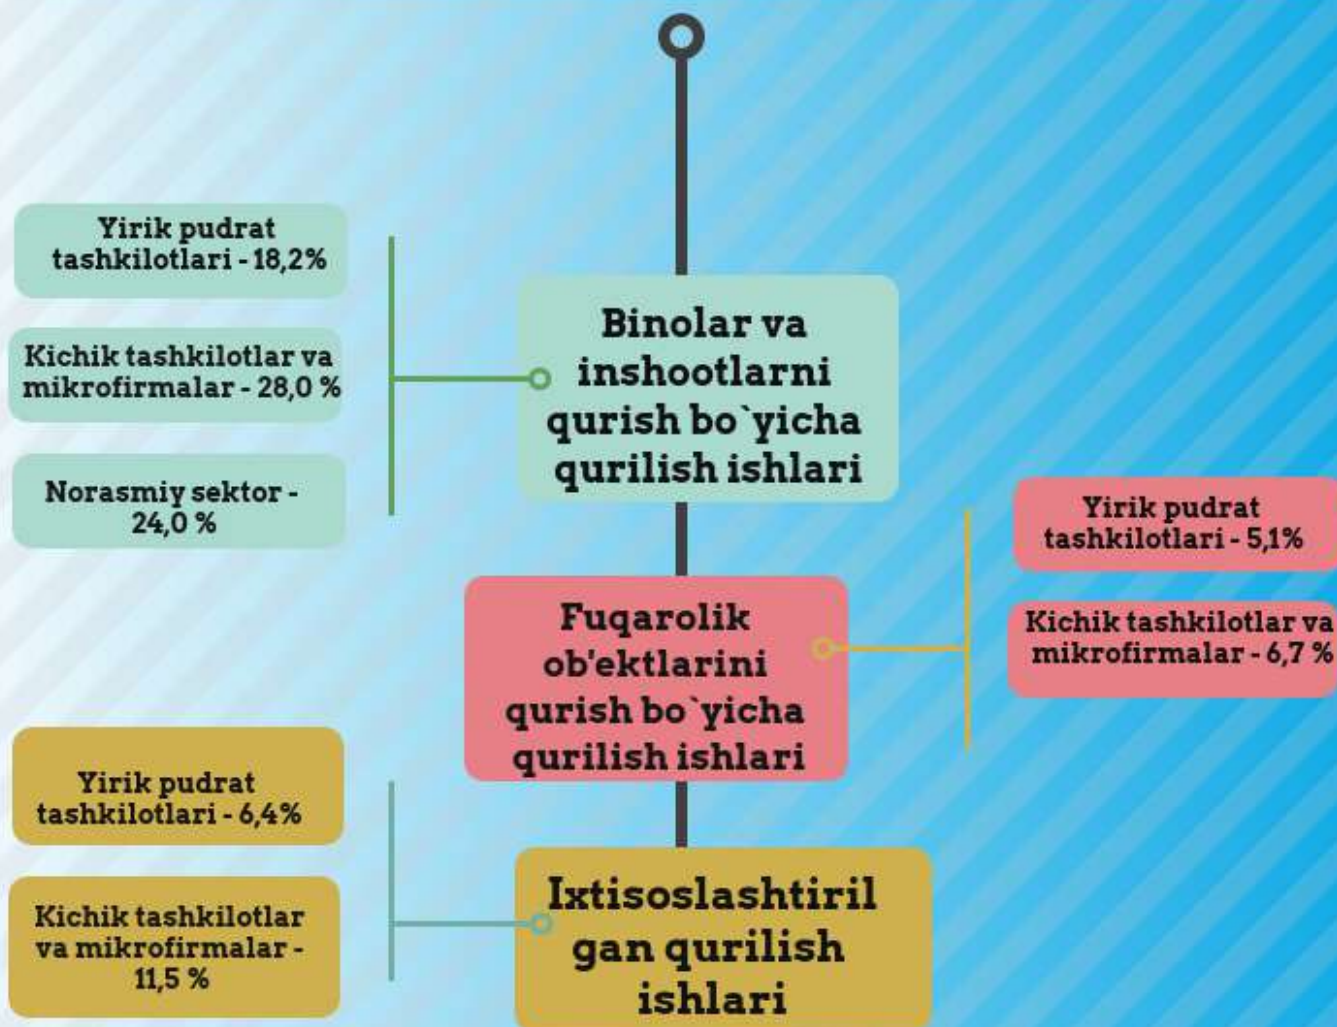 Yirik pudrat
tashkilotlari - 18,2%
Kichik tashkilotlar va
mikrofirmalar - 28,0 %
Norasmiy sektor -
24,0 %
Binolar va
inshootlarni
qurish bo`yicha
qurilish ishlari
Yirik pudrat
tashkilotlari - 5,1%
Kichik tashkilotlar va
mikrofirmalar - 6,7 %
Fuqarolik
ob'ektlarini
qurish bo`yicha
qurilish ishlari
Yirik pudrat
tashkilotlari - 6,4%
Kichik tashkilotlar
va mikrofirmalar -
11,5 %
Ixtisoslashtiril
gan qurilish
ishlari